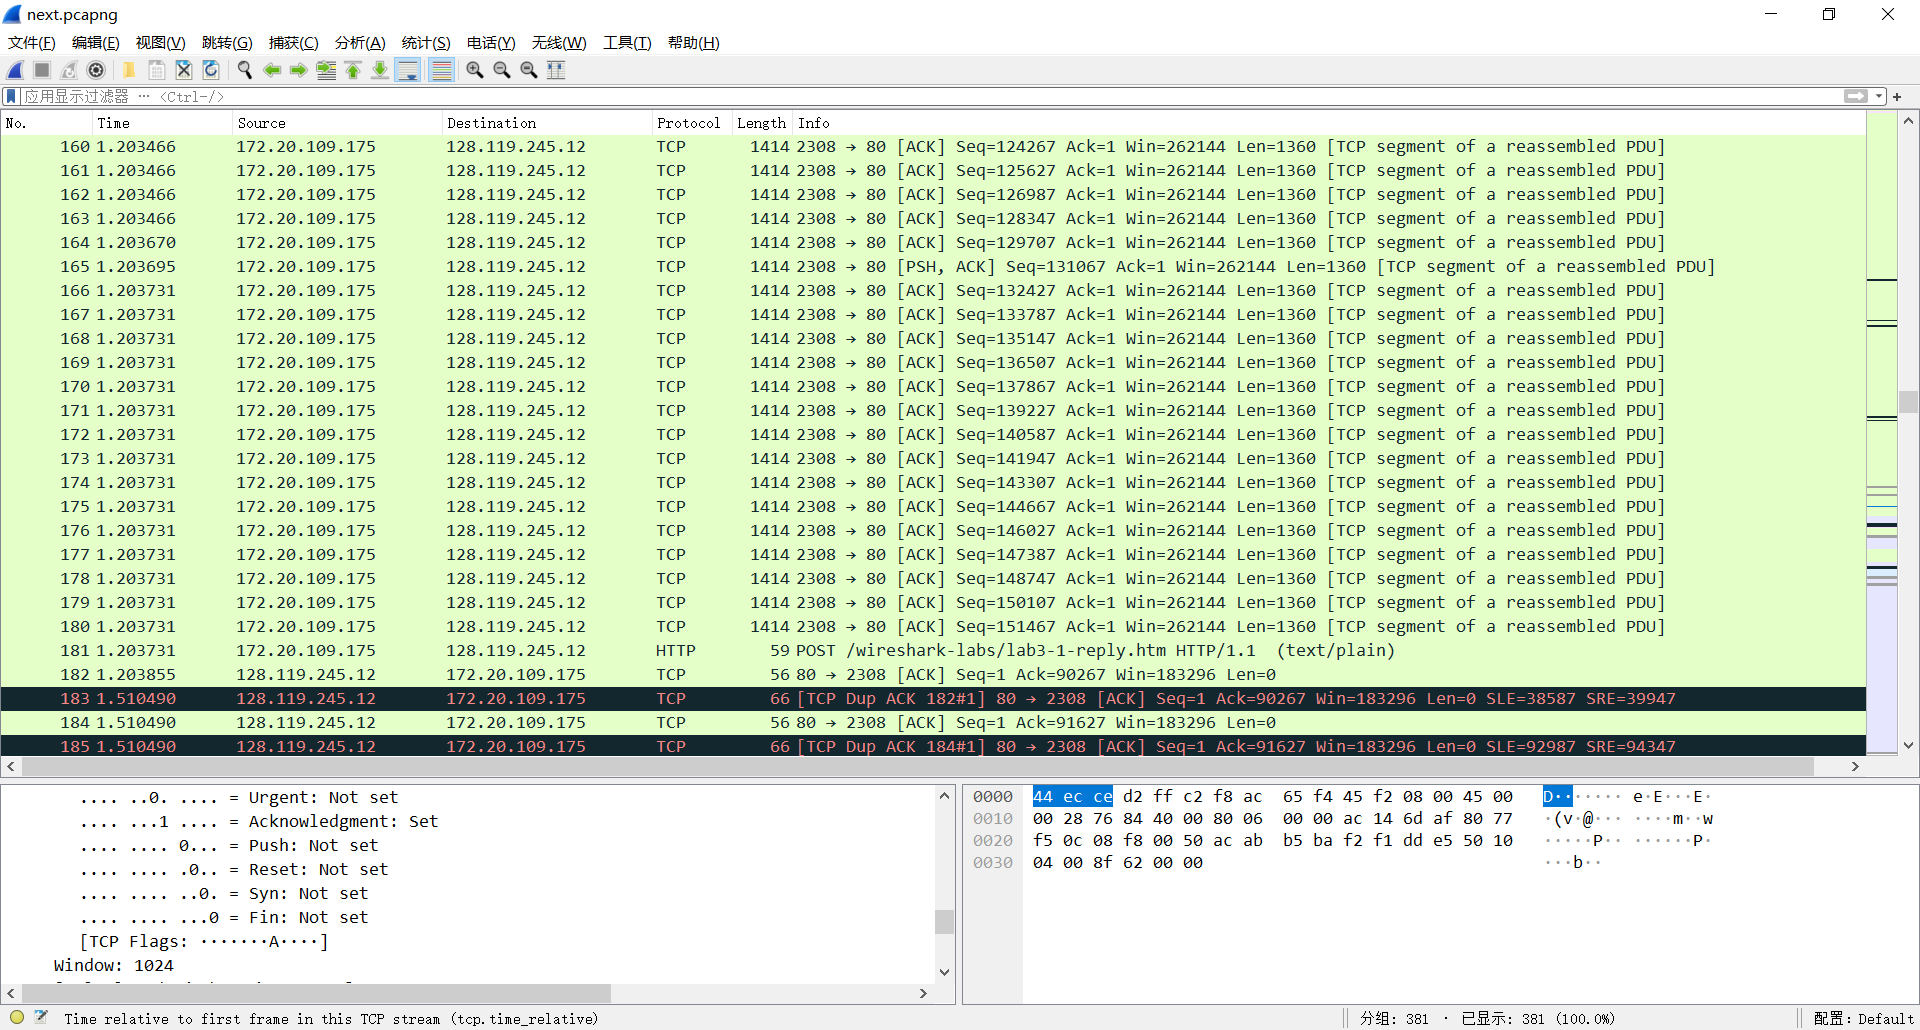 next.pcapng
文件(F) 编辑(E) 视图(V) 跳转(G) 捕获(C) 分析(A) 统计(S) 电话(Y) 无线(W) 工具(T) 帮助(H)
应用显示过滤器 … <Ctrl-/>
No. Time Source Destination Protocol Length Info
160 1.203466 172.20.109.175 128.119.245.12 TCP 1414 2308 → 80 [ACK] Seq=124267 Ack=1 Win=262144 Len=1360 [TCP segment of a reassembled PDU]
161 1.203466 172.20.109.175 128.119.245.12 TCP 1414 2308 → 80 [ACK] Seq=125627 Ack=1 Win=262144 Len=1360 [TCP segment of a reassembled PDU]
162 1.203466 172.20.109.175 128.119.245.12 TCP 1414 2308 → 80 [ACK] Seq=126987 Ack=1 Win=262144 Len=1360 [TCP segment of a reassembled PDU]
163 1.203466 172.20.109.175 128.119.245.12 TCP 1414 2308 → 80 [ACK] Seq=128347 Ack=1 Win=262144 Len=1360 [TCP segment of a reassembled PDU]
164 1.203670 172.20.109.175 128.119.245.12 TCP 1414 2308 → 80 [ACK] Seq=129707 Ack=1 Win=262144 Len=1360 [TCP segment of a reassembled PDU]
165 1.203695 172.20.109.175 128.119.245.12 TCP 1414 2308 → 80 [PSH, ACK] Seq=131067 Ack=1 Win=262144 Len=1360 [TCP segment of a reassembled PDU]
166 1.203731 172.20.109.175 128.119.245.12 TCP 1414 2308 → 80 [ACK] Seq=132427 Ack=1 Win=262144 Len=1360 [TCP segment of a reassembled PDU]
167 1.203731 172.20.109.175 128.119.245.12 TCP 1414 2308 → 80 [ACK] Seq=133787 Ack=1 Win=262144 Len=1360 [TCP segment of a reassembled PDU]
168 1.203731 172.20.109.175 128.119.245.12 TCP 1414 2308 → 80 [ACK] Seq=135147 Ack=1 Win=262144 Len=1360 [TCP segment of a reassembled PDU]
169 1.203731 172.20.109.175 128.119.245.12 TCP 1414 2308 → 80 [ACK] Seq=136507 Ack=1 Win=262144 Len=1360 [TCP segment of a reassembled PDU]
170 1.203731 172.20.109.175 128.119.245.12 TCP 1414 2308 → 80 [ACK] Seq=137867 Ack=1 Win=262144 Len=1360 [TCP segment of a reassembled PDU]
171 1.203731 172.20.109.175 128.119.245.12 TCP 1414 2308 → 80 [ACK] Seq=139227 Ack=1 Win=262144 Len=1360 [TCP segment of a reassembled PDU]
172 1.203731 172.20.109.175 128.119.245.12 TCP 1414 2308 → 80 [ACK] Seq=140587 Ack=1 Win=262144 Len=1360 [TCP segment of a reassembled PDU]
173 1.203731 172.20.109.175 128.119.245.12 TCP 1414 2308 → 80 [ACK] Seq=141947 Ack=1 Win=262144 Len=1360 [TCP segment of a reassembled PDU]
174 1.203731 172.20.109.175 128.119.245.12 TCP 1414 2308 → 80 [ACK] Seq=143307 Ack=1 Win=262144 Len=1360 [TCP segment of a reassembled PDU]
175 1.203731 172.20.109.175 128.119.245.12 TCP 1414 2308 → 80 [ACK] Seq=144667 Ack=1 Win=262144 Len=1360 [TCP segment of a reassembled PDU]
176 1.203731 172.20.109.175 128.119.245.12 TCP 1414 2308 → 80 [ACK] Seq=146027 Ack=1 Win=262144 Len=1360 [TCP segment of a reassembled PDU]
177 1.203731 172.20.109.175 128.119.245.12 TCP 1414 2308 → 80 [ACK] Seq=147387 Ack=1 Win=262144 Len=1360 [TCP segment of a reassembled PDU]
178 1.203731 172.20.109.175 128.119.245.12 TCP 1414 2308 → 80 [ACK] Seq=148747 Ack=1 Win=262144 Len=1360 [TCP segment of a reassembled PDU]
179 1.203731 172.20.109.175 128.119.245.12 TCP 1414 2308 → 80 [ACK] Seq=150107 Ack=1 Win=262144 Len=1360 [TCP segment of a reassembled PDU]
180 1.203731 172.20.109.175 128.119.245.12 TCP 1414 2308 → 80 [ACK] Seq=151467 Ack=1 Win=262144 Len=1360 [TCP segment of a reassembled PDU]
181 1.203731 172.20.109.175 128.119.245.12 HTTP 59 POST /wireshark-labs/lab3-1-reply.htm HTTP/1.1 (text/plain)
182 1.203855 128.119.245.12 172.20.109.175 TCP 56 80 → 2308 [ACK] Seq=1 Ack=90267 Win=183296 Len=0
183 1.510490 128.119.245.12 172.20.109.175 TCP 66 [TCP Dup ACK 182#1] 80 → 2308 [ACK] Seq=1 Ack=90267 Win=183296 Len=0 SLE=38587 SRE=39947
184 1.510490 128.119.245.12 172.20.109.175 TCP 56 80 → 2308 [ACK] Seq=1 Ack=91627 Win=183296 Len=0
185 1.510490 128.119.245.12 172.20.109.175 TCP 66 [TCP Dup ACK 184#1] 80 → 2308 [ACK] Seq=1 Ack=91627 Win=183296 Len=0 SLE=92987 SRE=94347
.... ..0. .... = Urgent: Not set
.... ...1 .... = Acknowledgment: Set
.... .... 0... = Push: Not set
.... .... .0.. = Reset: Not set
.... .... ..0. = Syn: Not set
.... .... ...0 = Fin: Not set
[TCP Flags: ·······A····]
Window: 1024
0000 44 ec ce d2 ff c2 f8 ac 65 f4 45 f2 08 00 45 00 D······· e·E···E·
0010 00 28 76 84 40 00 80 06 00 00 ac 14 6d af 80 77 ·(v·@··· ····m··w
0020 f5 0c 08 f8 00 50 ac ab b5 ba f2 f1 dd e5 50 10 ·····P·· ······P·
0030 04 00 8f 62 00 00 ···b··
Time relative to first frame in this TCP stream (tcp.time_relative)
分组: 381 · 已显示: 381 (100.0%)
配置: Default